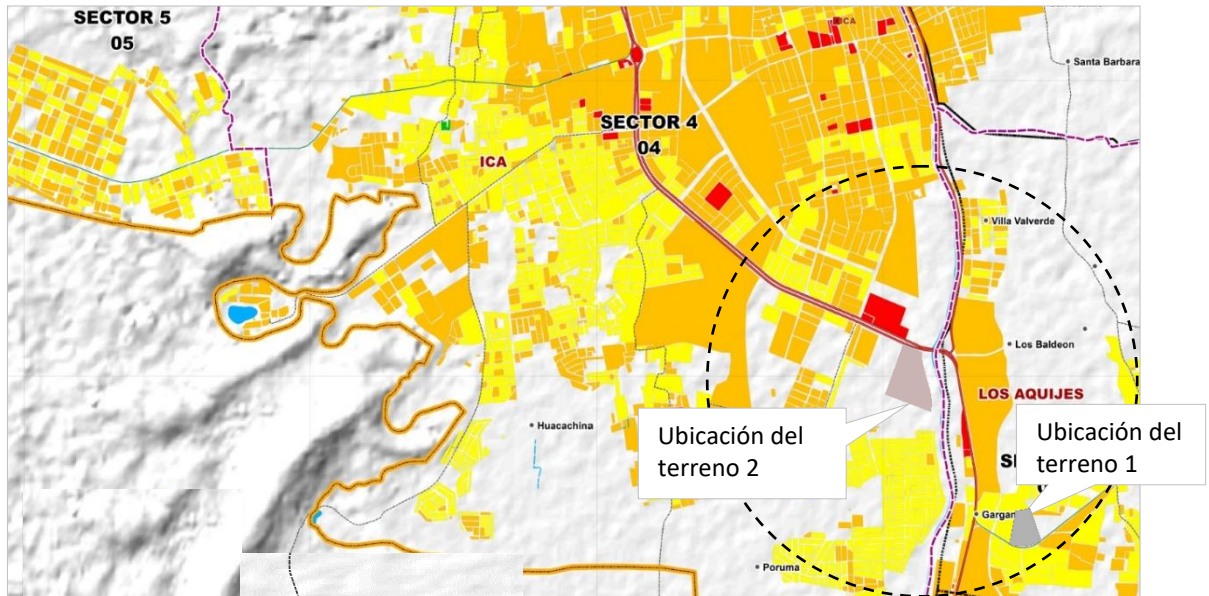 SECTOR 5
05
ICA
Santa Barbara
SECTOR 4
04
ICA
Villa Valverde
Los Baldeon
LOS AQUIJES
Huacachina
Ubicación del
terreno 2
Ubicación del
terreno 1
Poruma